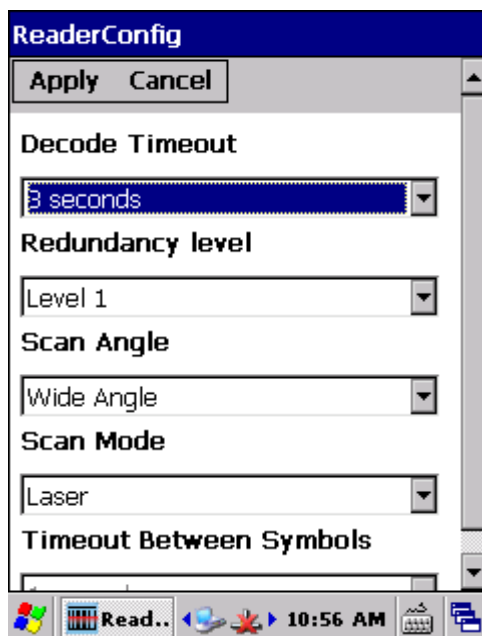 ReaderConfig
Apply Cancel
Decode Timeout
3 seconds
Redundancy level
Level 1
Scan Angle
Wide Angle
Scan Mode
Laser
Timeout Between Symbols
Read.. 10:56 AM